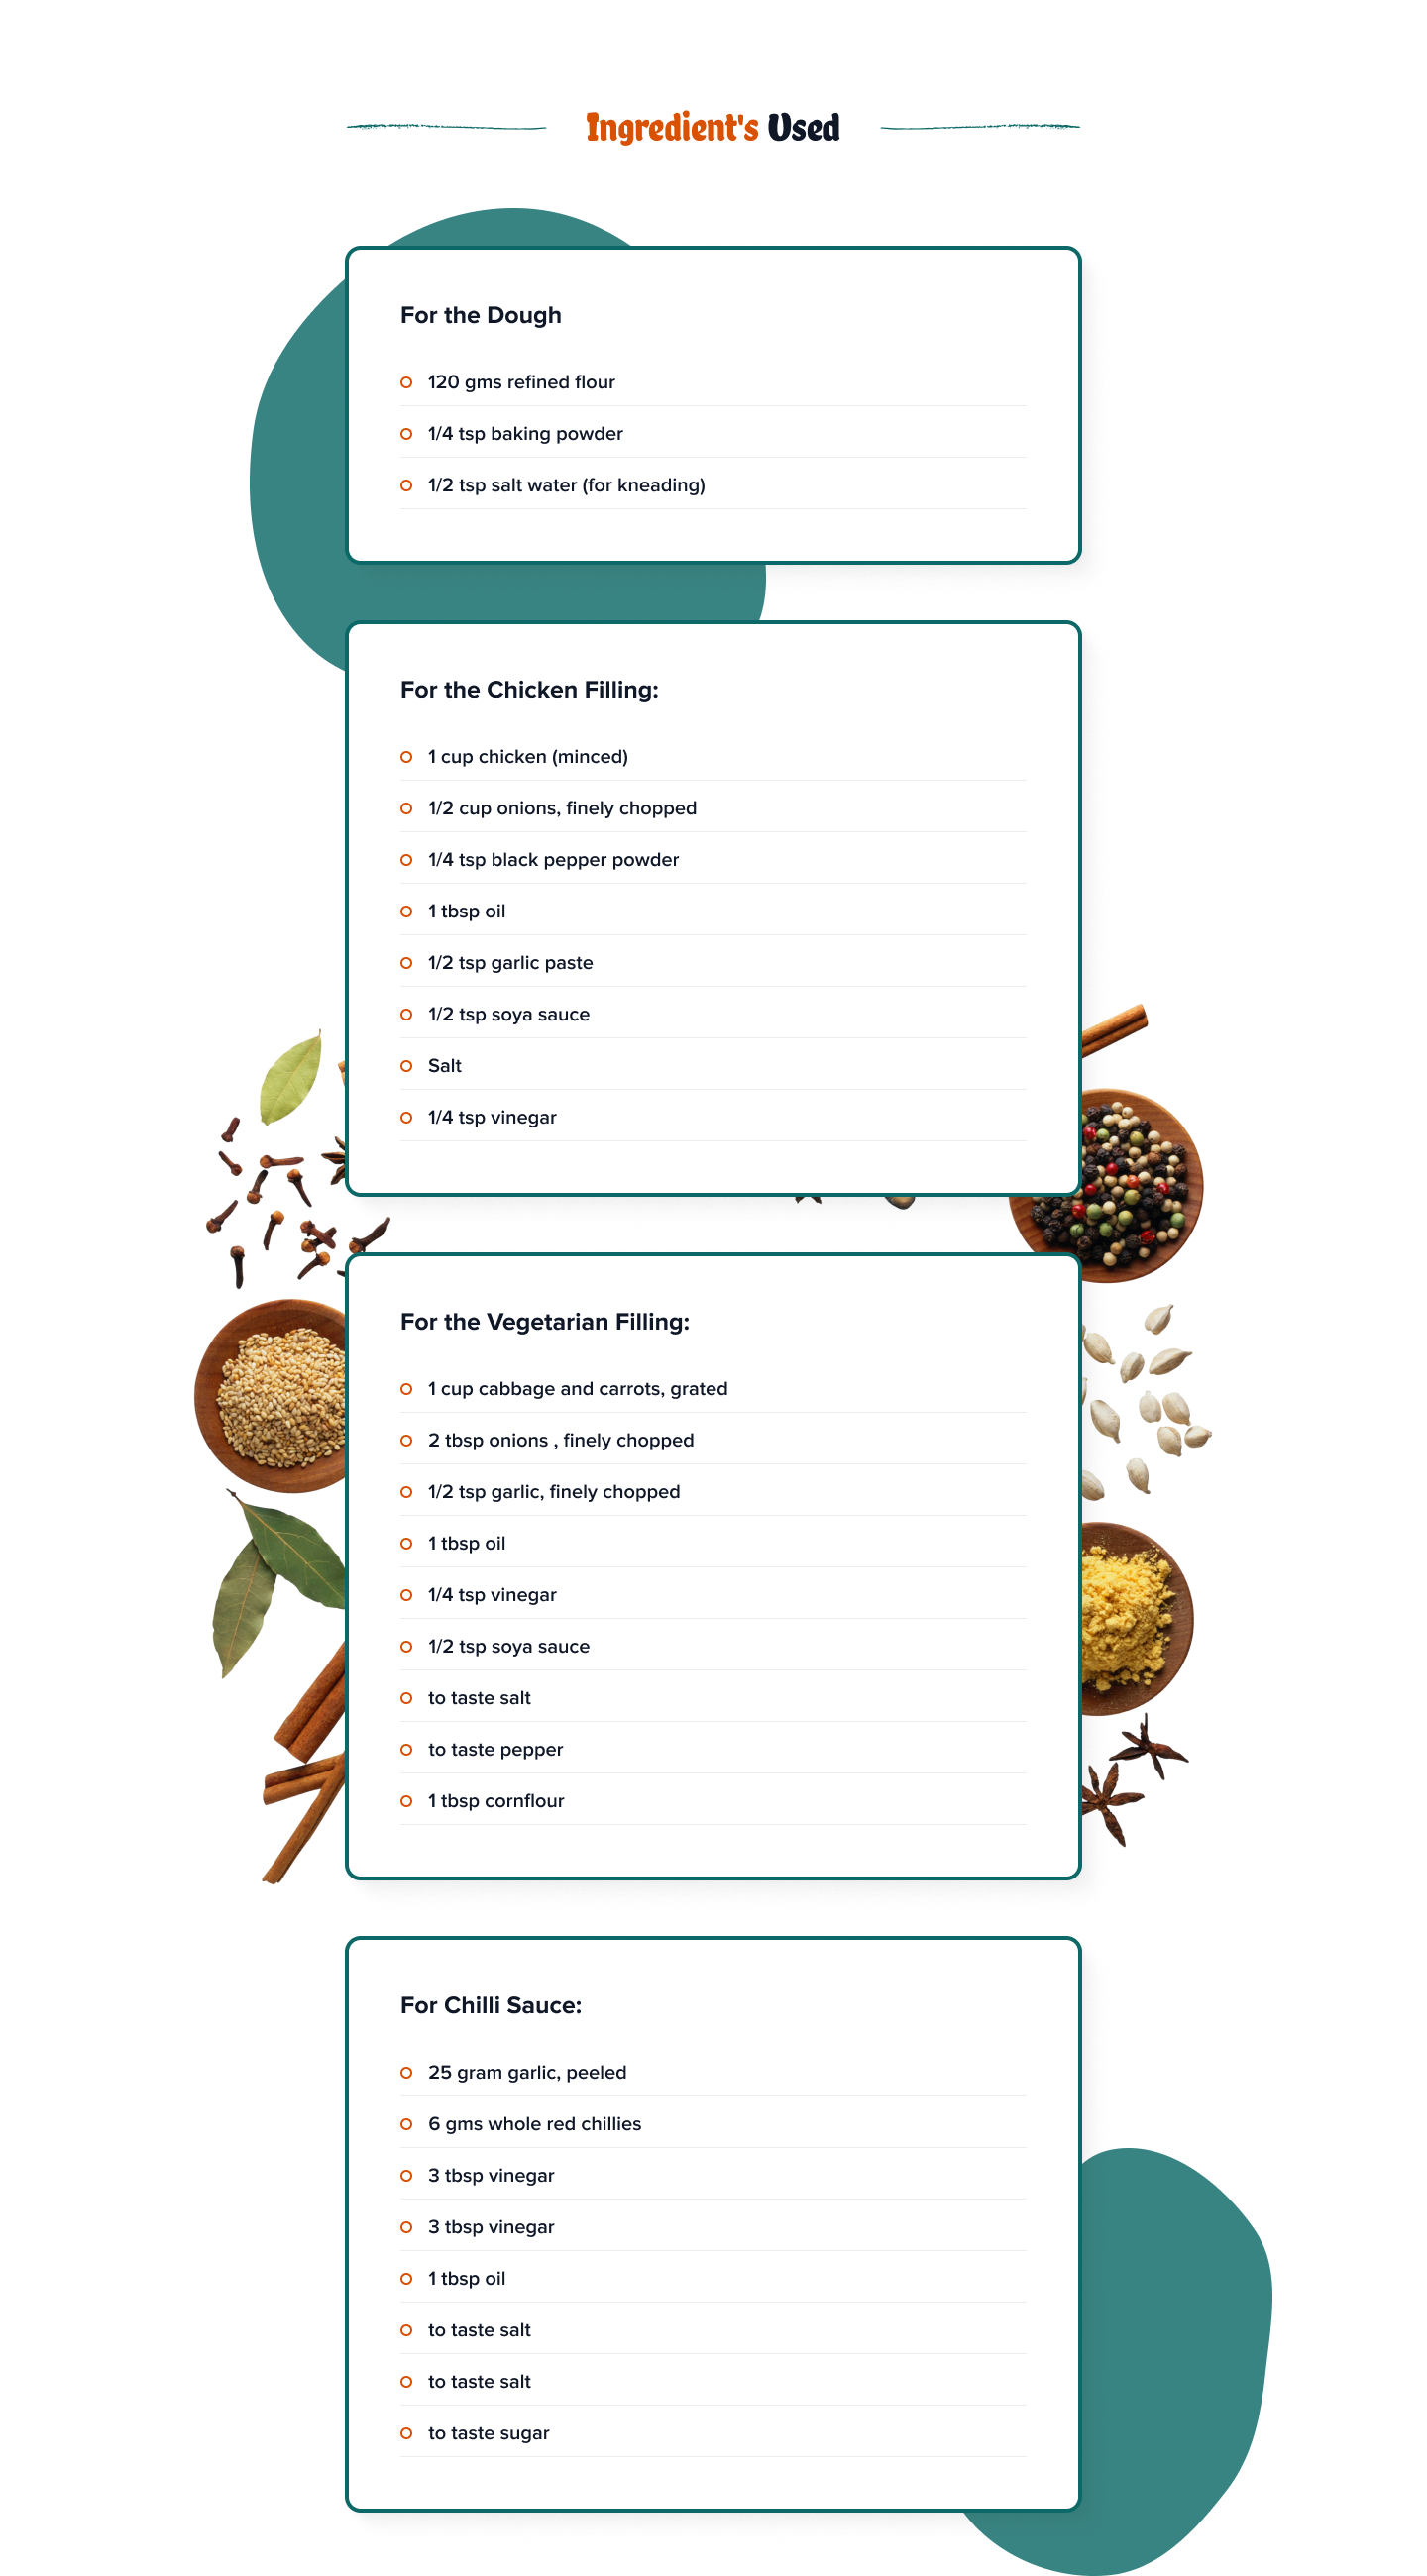 Ingredient's Used
For the Dough
120 gms refined flour
1/4 tsp baking powder
1/2 tsp salt water (for kneading)
For the Chicken Filling:
1 cup chicken (minced)
1/2 cup onions, finely chopped
1/4 tsp black pepper powder
1 tbsp oil
1/2 tsp garlic paste
1/2 tsp soya sauce
Salt
1/4 tsp vinegar
For the Vegetarian Filling:
1 cup cabbage and carrots, grated
2 tbsp onions , finely chopped
1/2 tsp garlic, finely chopped
1 tbsp oil
1/4 tsp vinegar
1/2 tsp soya sauce
to taste salt
to taste pepper
1 tbsp cornflour
For Chilli Sauce:
25 gram garlic, peeled
6 gms whole red chillies
3 tbsp vinegar
3 tbsp vinegar
1 tbsp oil
to taste salt
to taste salt
to taste sugar